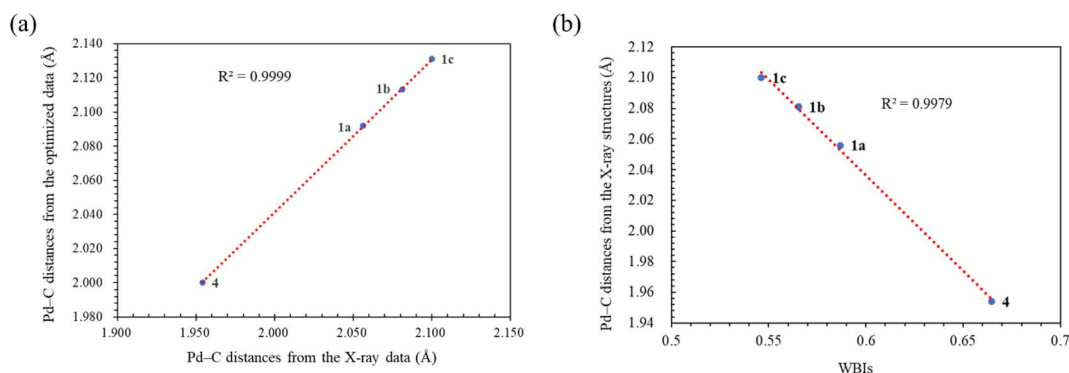 (a)
Pd–C distances from the optimized data (Å)
2.140
2.120
2.100
2.080
2.060
2.040
2.020
2.000
1.980
R² = 0.9999
1c
1b
1a
4
1.900
1.950
2.000
2.050
2.100
2.150
Pd–C distances from the X-ray data (Å)
(b)
Pd–C distances from the X-ray structures (Å)
2.12
2.10
2.08
2.06
2.04
2.02
2.00
1.98
1.96
1.94
1c
1b
R² = 0.9979
1a
4
0.5
0.55
0.6
0.65
0.7
WBIs